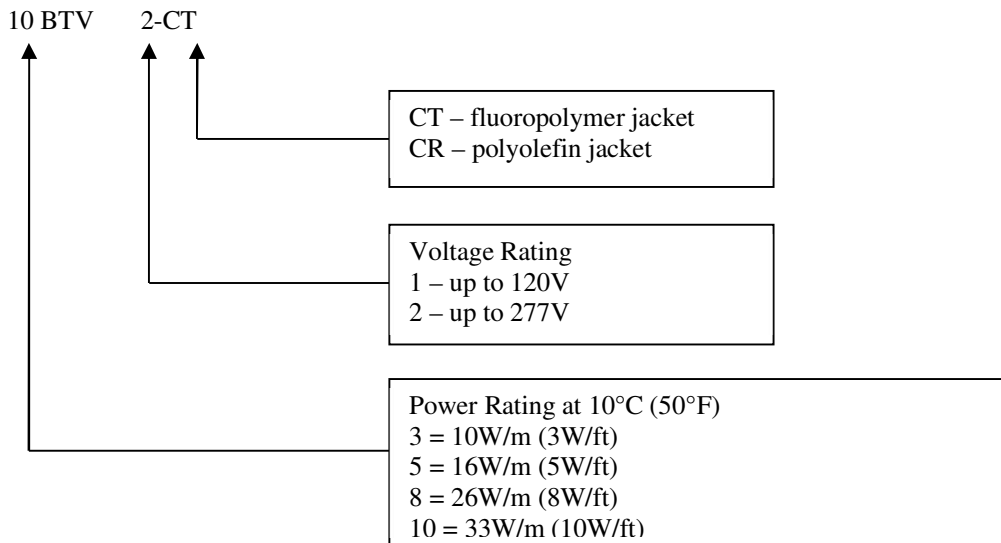 10 BTV 2-CT
CT – fluoropolymer jacket
CR – polyolefin jacket
Voltage Rating
1 – up to 120V
2 – up to 277V
Power Rating at 10°C (50°F)
3 = 10W/m (3W/ft)
5 = 16W/m (5W/ft)
8 = 26W/m (8W/ft)
10 = 33W/m (10W/ft)